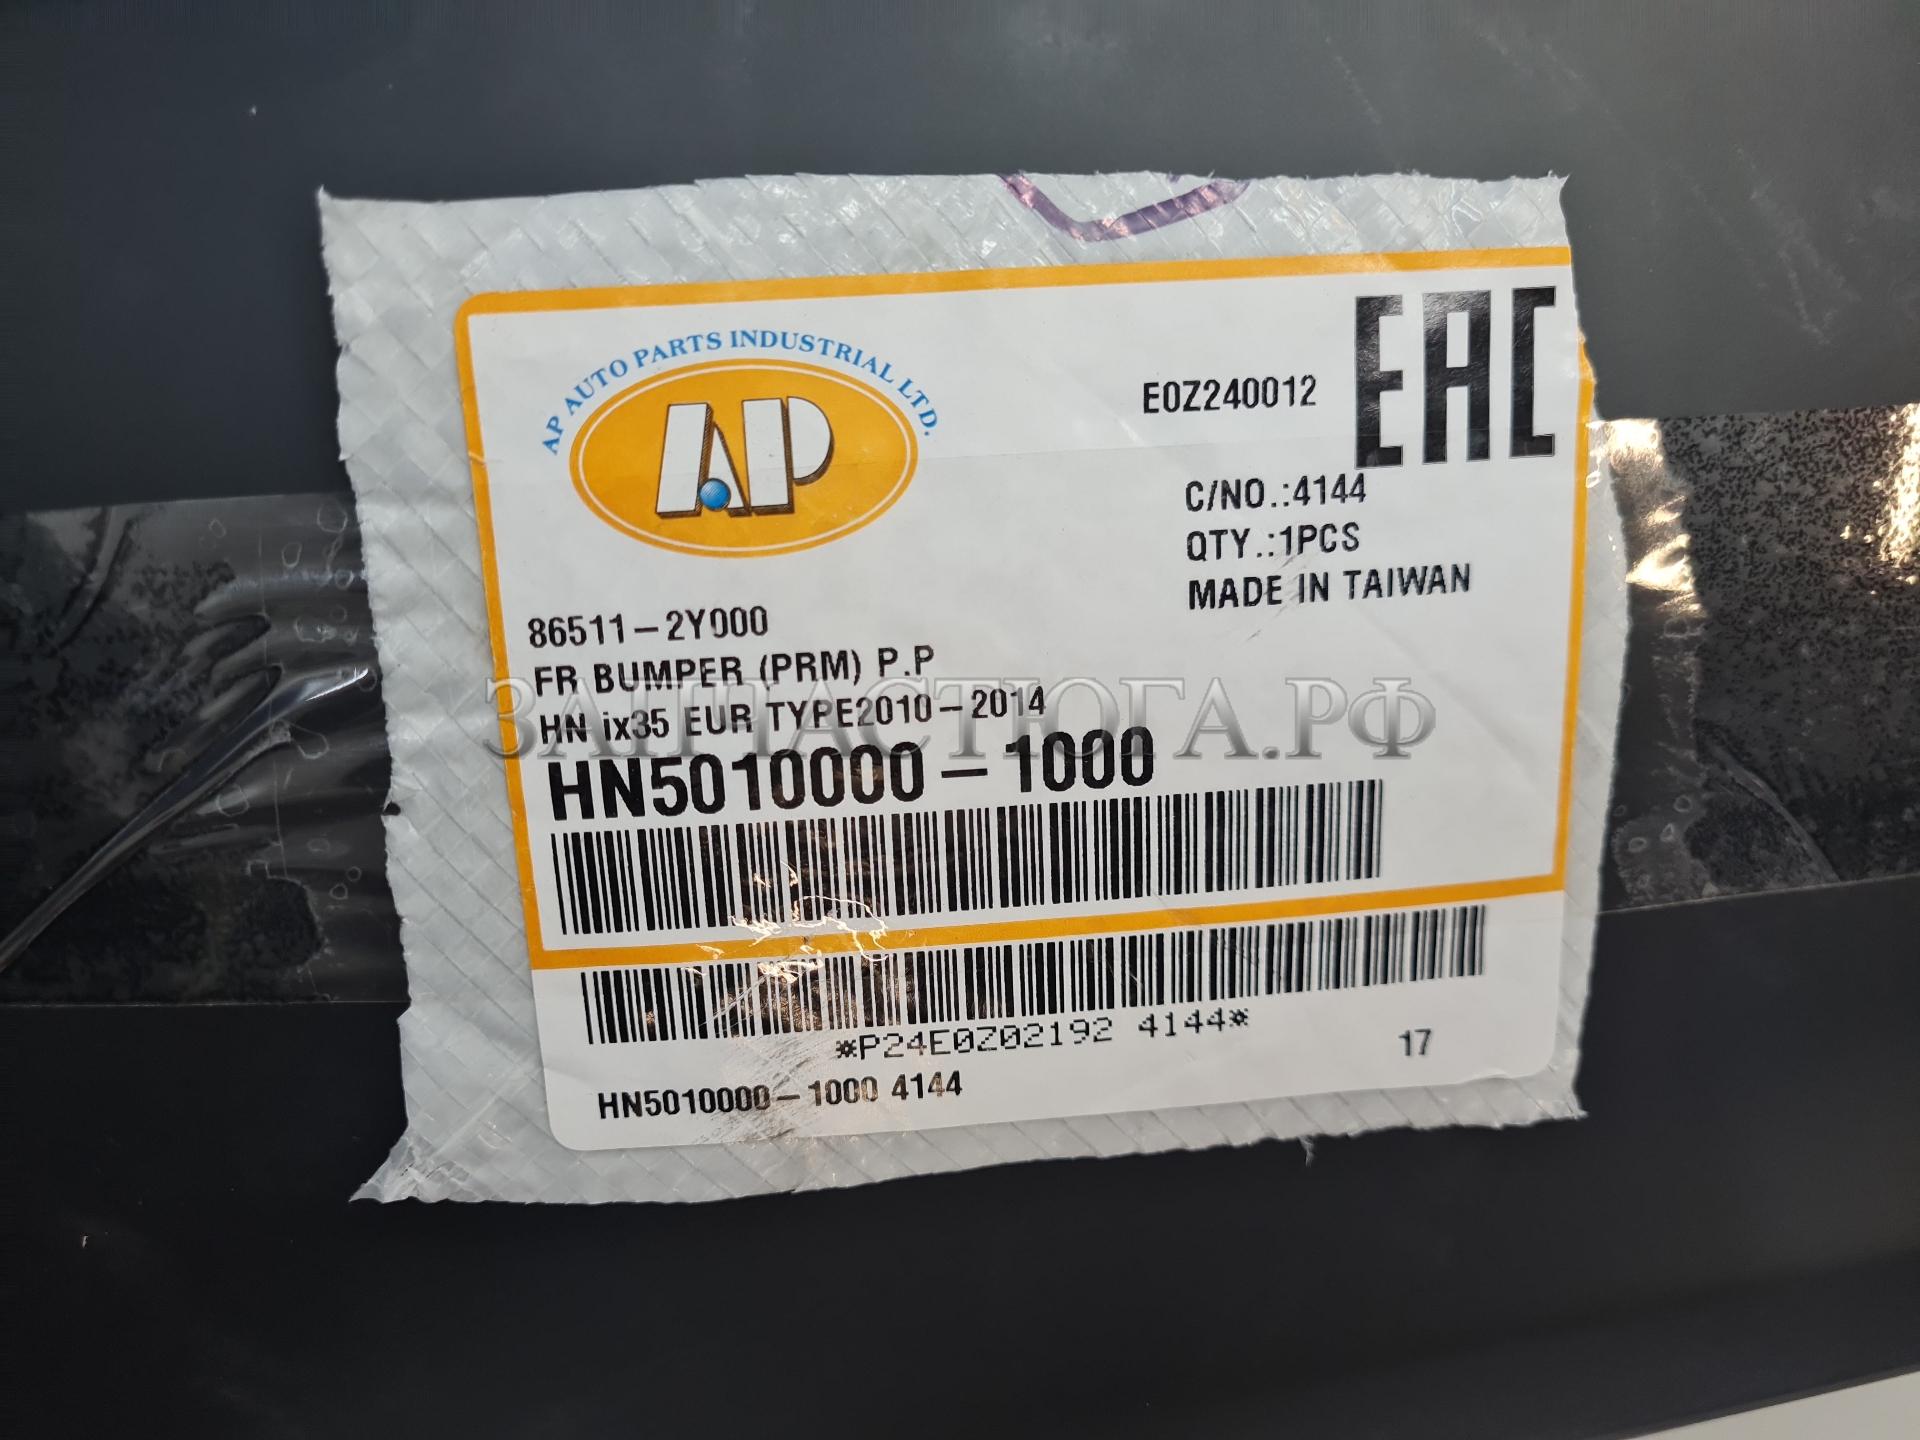 AP AUTO PARTS INDUSTRIAL LTD.
AP
E0Z240012
EAC
C/NO.:4144
QTY.:1PCS
MADE IN TAIWAN
86511-2Y000
FR BUMPER (PRM) P.P
HN ix35 EUR TYPE2010-2014
ЗАПЧАСТЮГА.РФ
HN5010000-1000
*P24E0Z02192 4144*
17
HN5010000-1000 4144